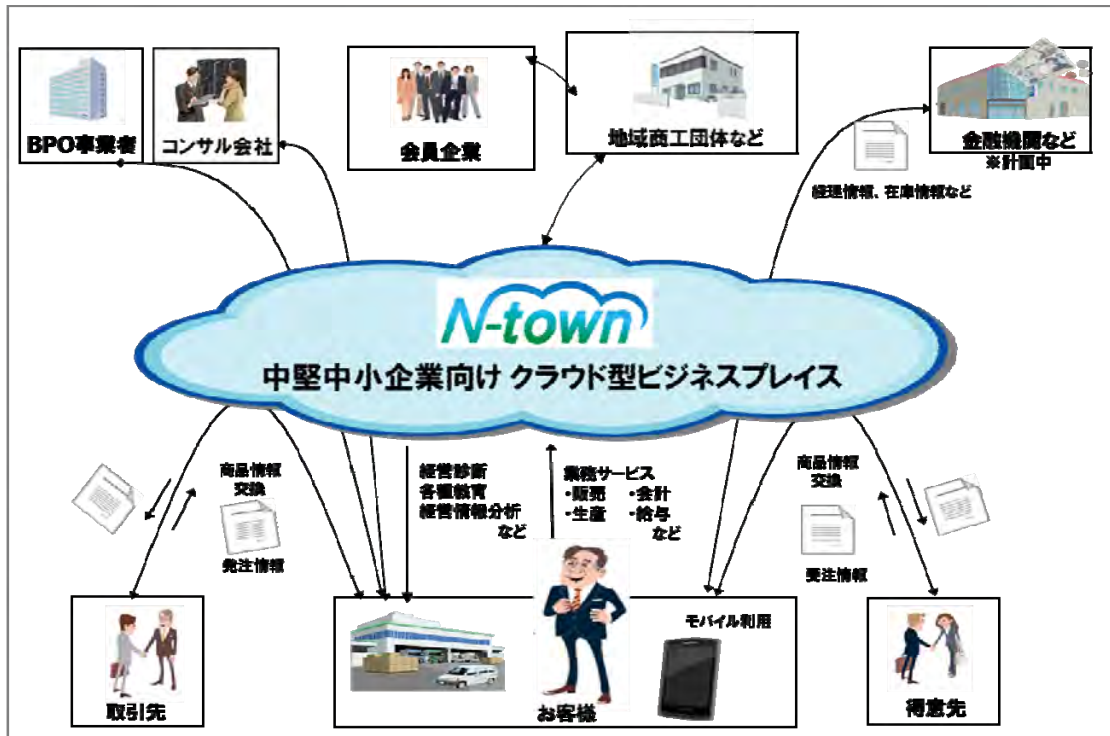 BPO事業者
コンサル会社
会員企業
地域商工団体など
金融機関など
※計画中
経理情報、在庫情報など
N-town
中堅中小企業向け クラウド型ビジネスプレイス
商品情報
交換
発注情報
経営診断
各種教育
経営情報分析
など
業務サービス
・販売 ・会計
・生産 ・給与
など
商品情報
交換
受注情報
取引先
お客様
モバイル利用
得意先